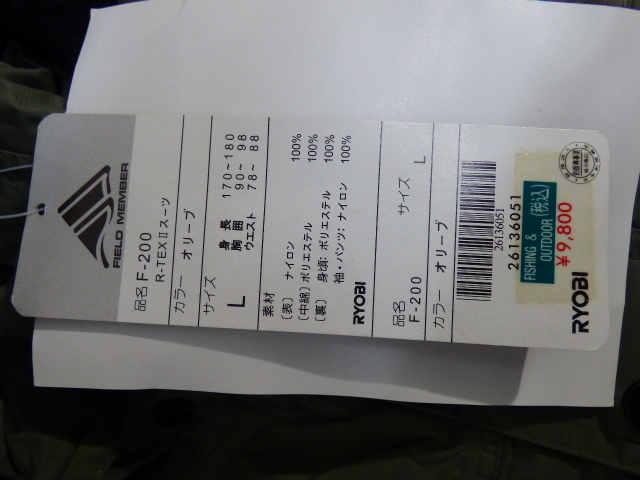 FIELD MEMBER
品名 F-200
R-TEXⅡスーツ
カラー オリーブ
サイズ
L
身長 170~180
胸囲 90~98
ウエスト 78~88
素材
〔表〕 ナイロン 100%
〔中綿〕ポリエステル 100%
〔裏〕 身頃: ポリエステル 100%
袖・パンツ: ナイロン 100%
RYOBI
品名 サイズ
F-200 L
カラー オリーブ
26136051
26136051
FISHING &
OUTDOOR (税込)
¥9,800
RYOBI